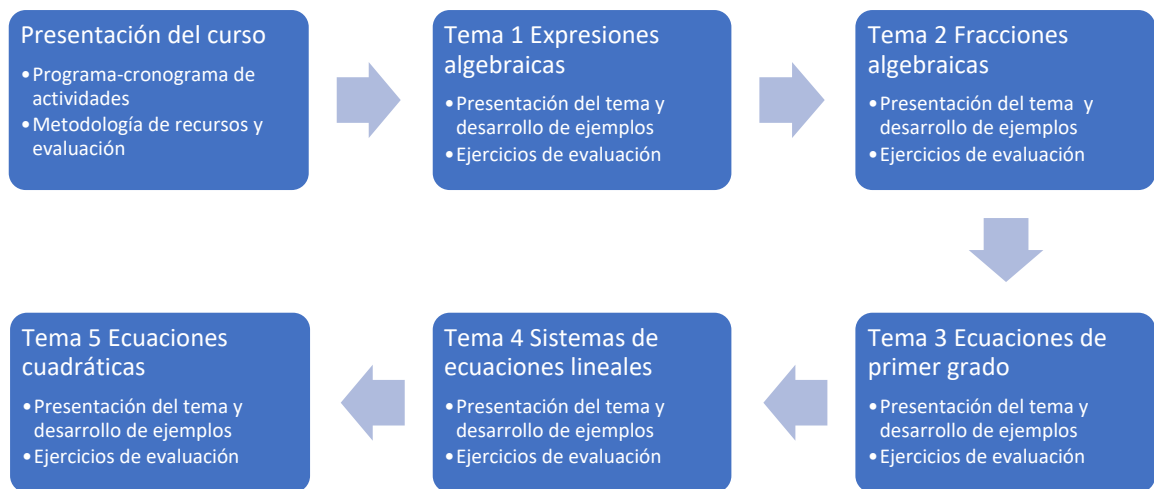 Presentación del curso
•Programa-cronograma de
actividades
•Metodología de recursos y
evaluación
Tema 1 Expresiones
algebraicas
•Presentación del tema y
desarrollo de ejemplos
•Ejercicios de evaluación
Tema 2 Fracciones
algebraicas
•Presentación del tema y
desarrollo de ejemplos
•Ejercicios de evaluación
Tema 3 Ecuaciones de
primer grado
•Presentación del tema y
desarrollo de ejemplos
•Ejercicios de evaluación
Tema 4 Sistemas de
ecuaciones lineales
•Presentación del tema y
desarrollo de ejemplos
•Ejercicios de evaluación
Tema 5 Ecuaciones
cuadráticas
•Presentación del tema y
desarrollo de ejemplos
•Ejercicios de evaluación